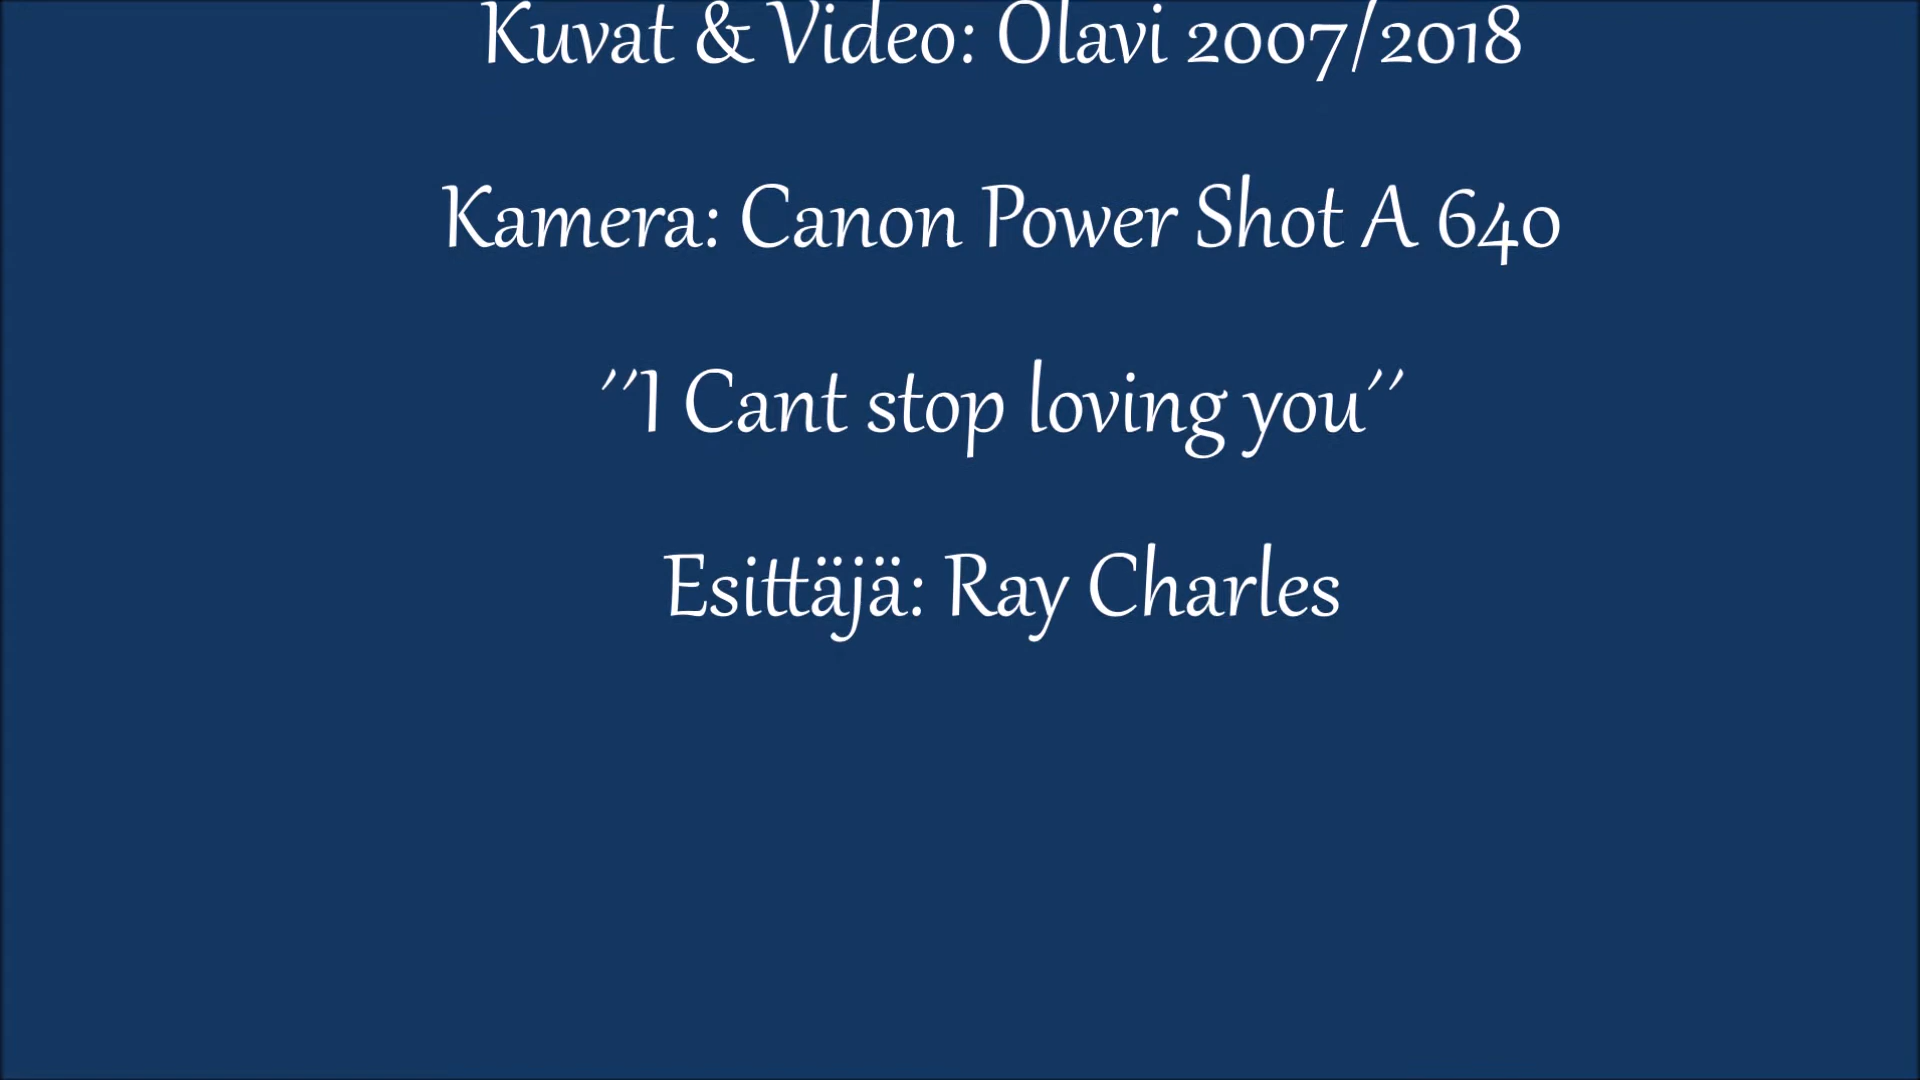 Kuvat & Video: Olavi 2007/2018
Kamera: Canon Power Shot A 640
´´I Cant stop loving you´´
Esittäjä: Ray Charles